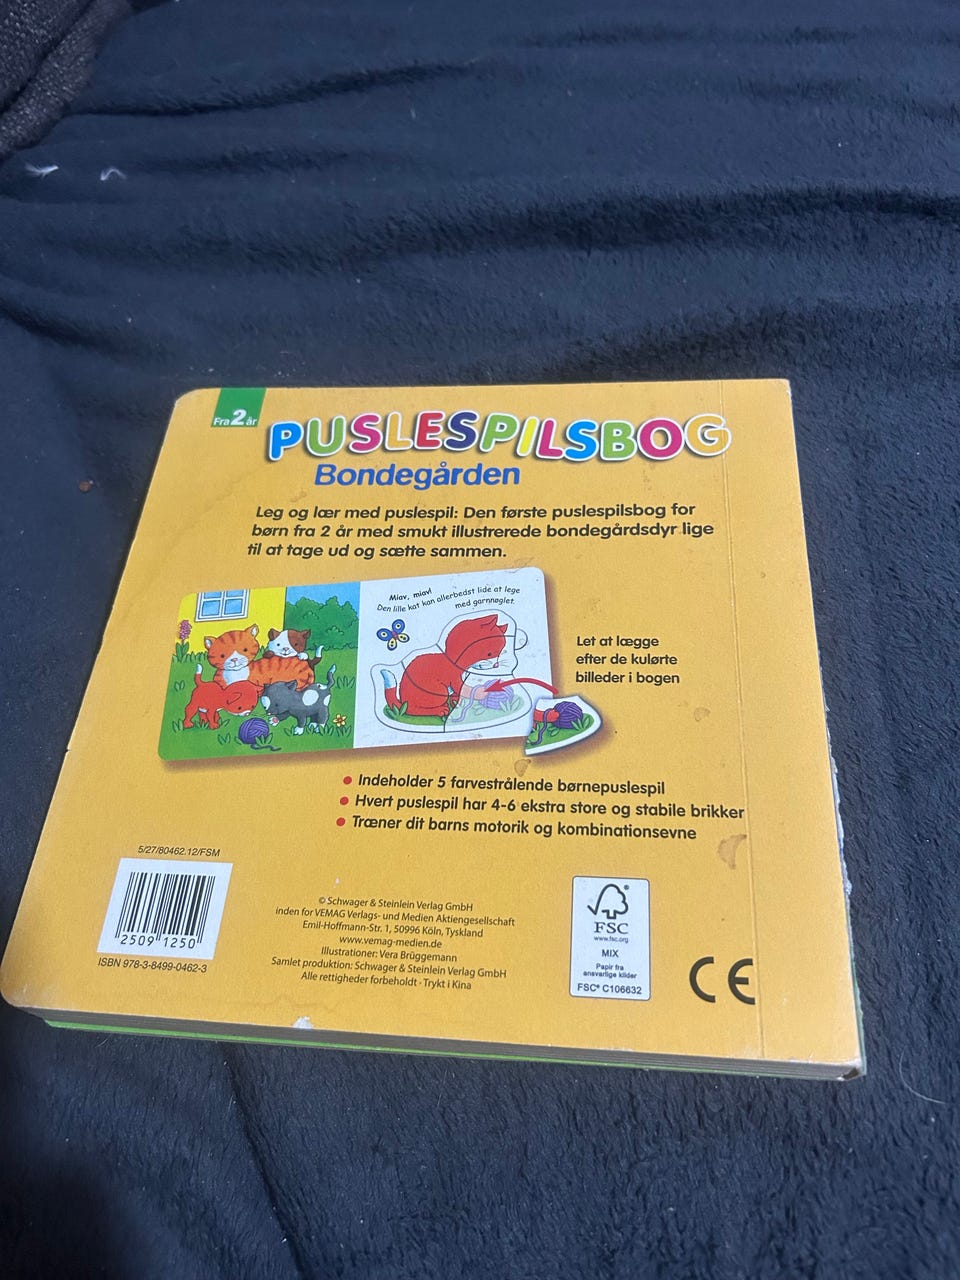 Fra 2 år
PUSLESPILSBOG
Bondegården
Leg og lær med puslespil: Den første puslespilsbog for
børn fra 2 år med smukt illustrerede bondegårdsdyr lige
til at tage ud og sætte sammen.
Miav, miav!
Den lille kat kan allerbedst lide at lege
med garnnøglet.
Let at lægge
efter de kulørte
billeder i bogen
• Indeholder 5 farvestrålende børnepuslespil
• Hvert puslespil har 4-6 ekstra store og stabile brikker
• Træner dit barns motorik og kombinationsevne
5/27/80462.12/FSM
2509 1250
ISBN 978-3-8499-0462-3
© Schwager & Steinlein Verlag GmbH
inden for VEMAG Verlags- und Medien Aktiengesellschaft
Emil-Hoffmann-Str. 1, 50996 Köln, Tyskland
www.vemag-medien.de
Illustrationer: Vera Brüggemann
Samlet produktion: Schwager & Steinlein Verlag GmbH
Alle rettigheder forbeholdt · Trykt i Kina
FSC
www.fsc.org
MIX
Papir fra
ansvarlige kilder
FSC® C106632
CE